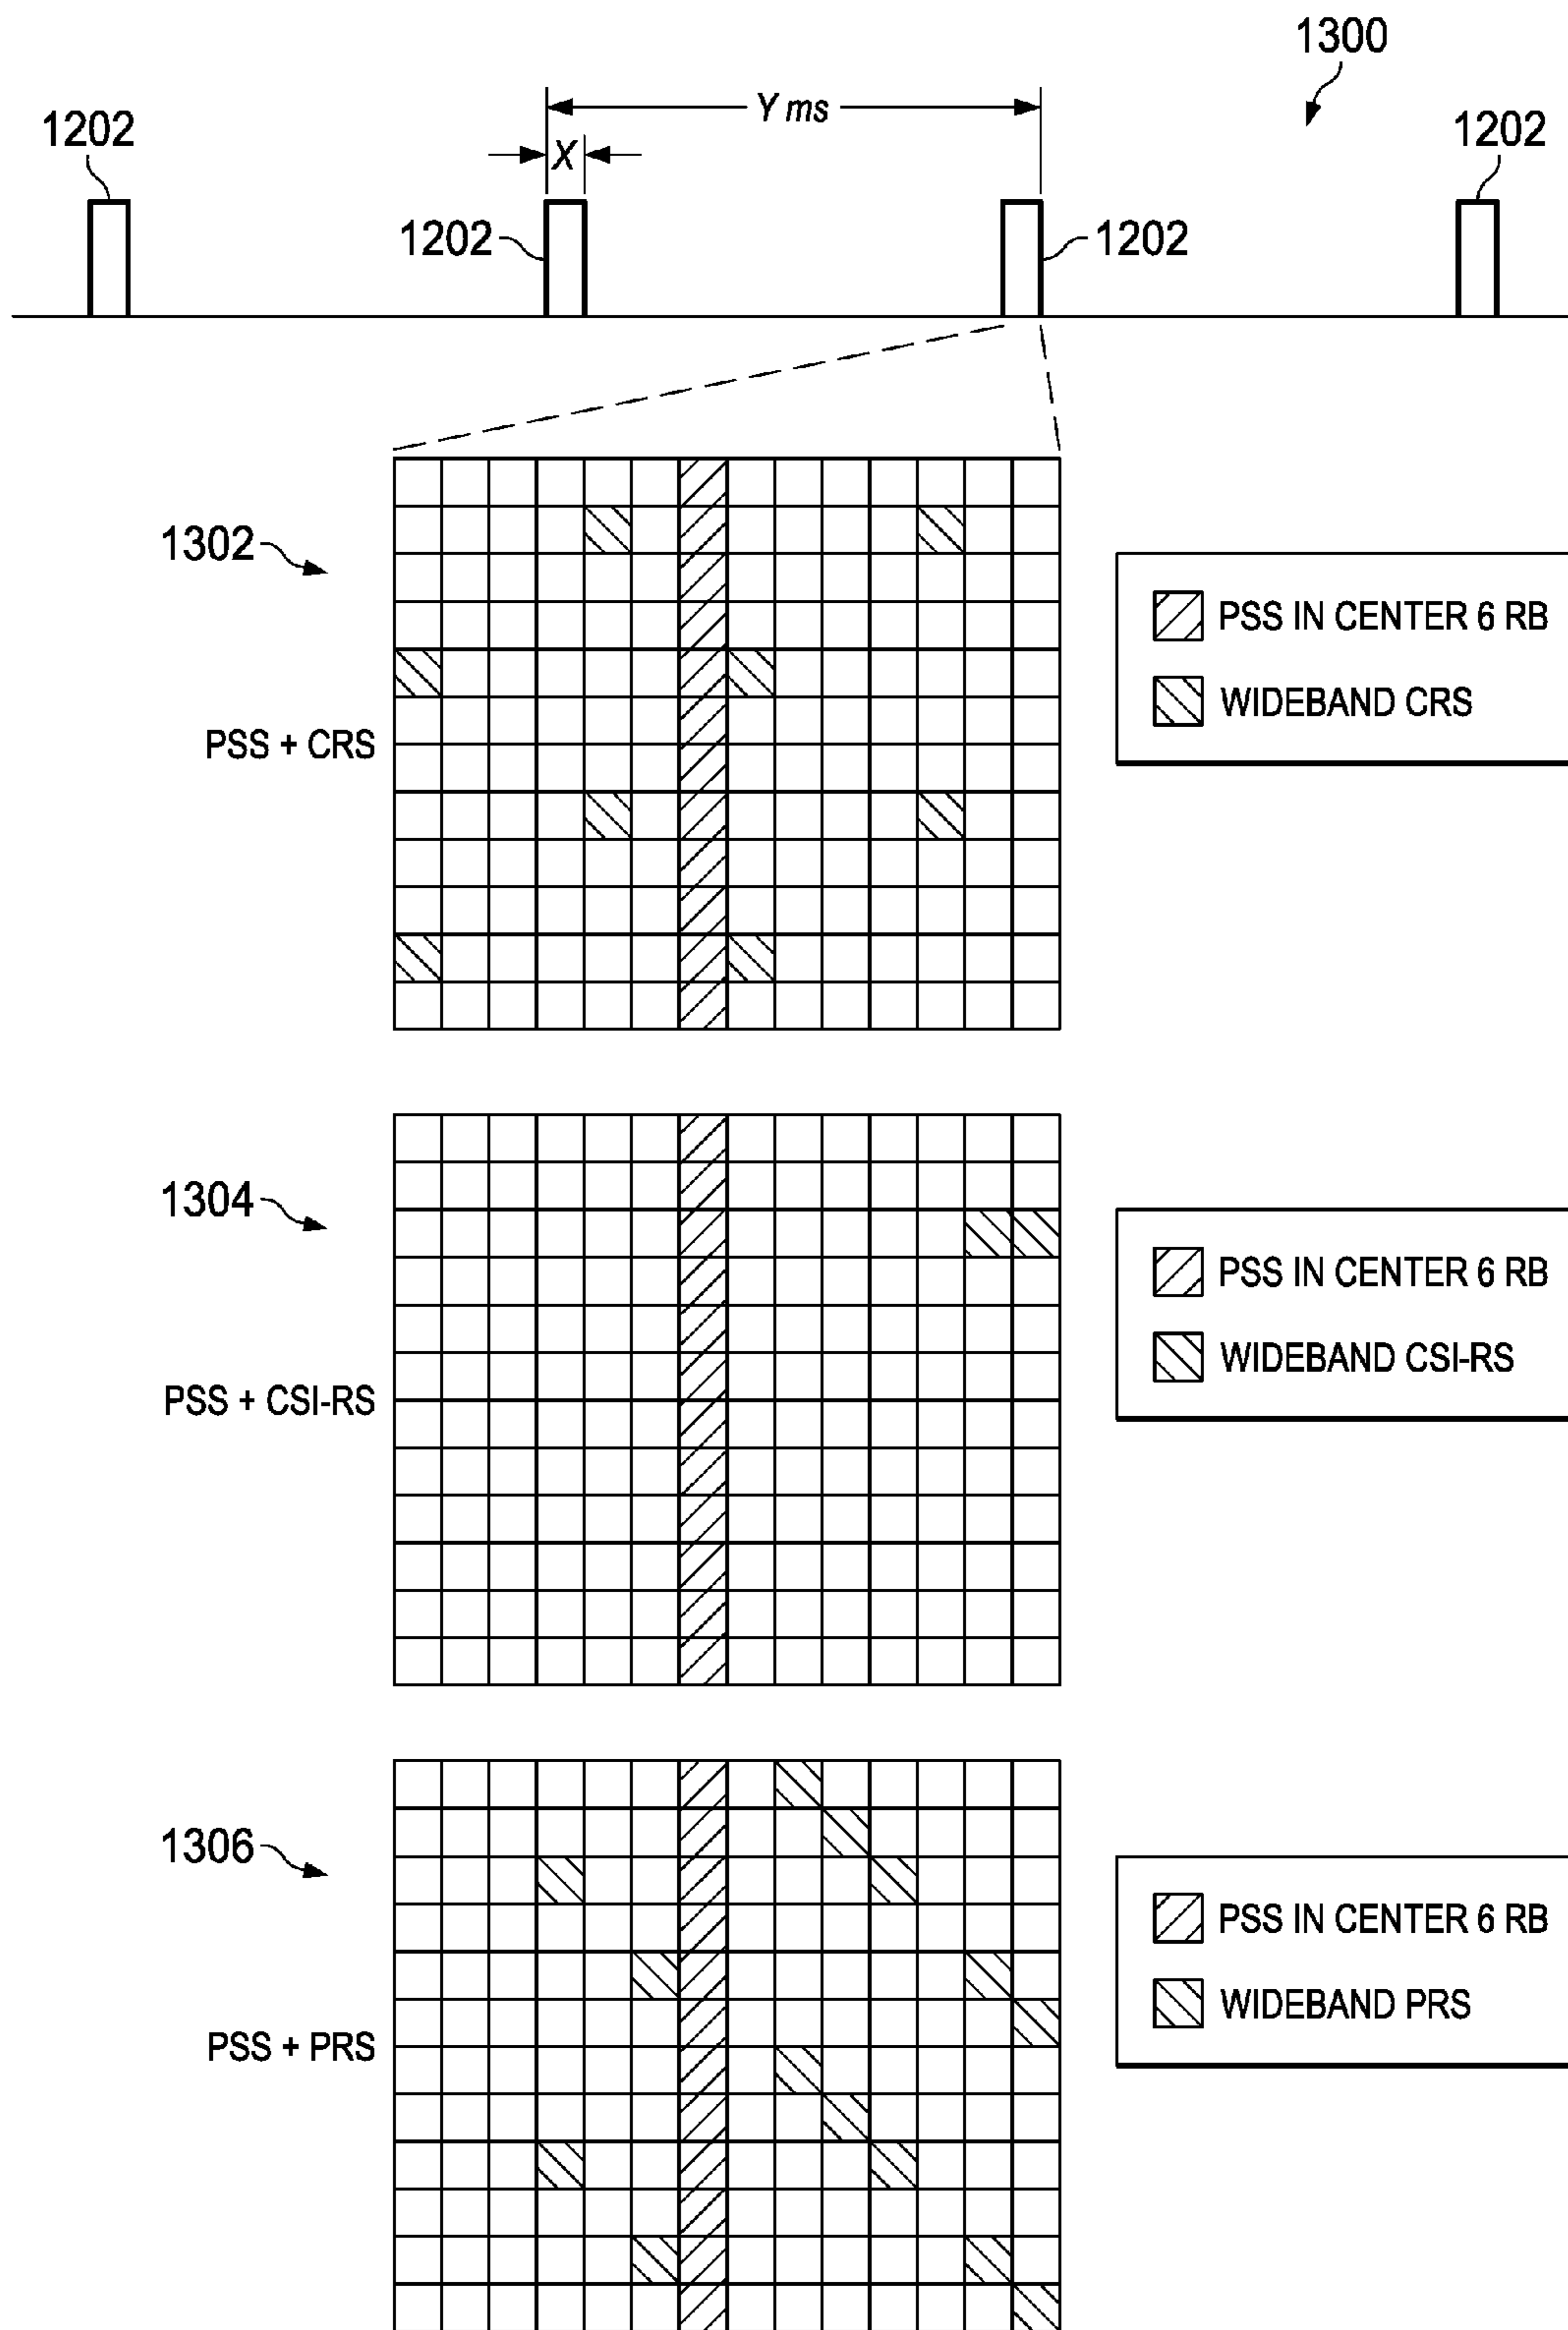 1300
Y ms
1202
1202
X
1202
1202
1302
PSS IN CENTER 6 RB
WIDEBAND CRS
PSS + CRS
1304
PSS IN CENTER 6 RB
WIDEBAND CSI-RS
PSS + CSI-RS
1306
PSS IN CENTER 6 RB
WIDEBAND PRS
PSS + PRS